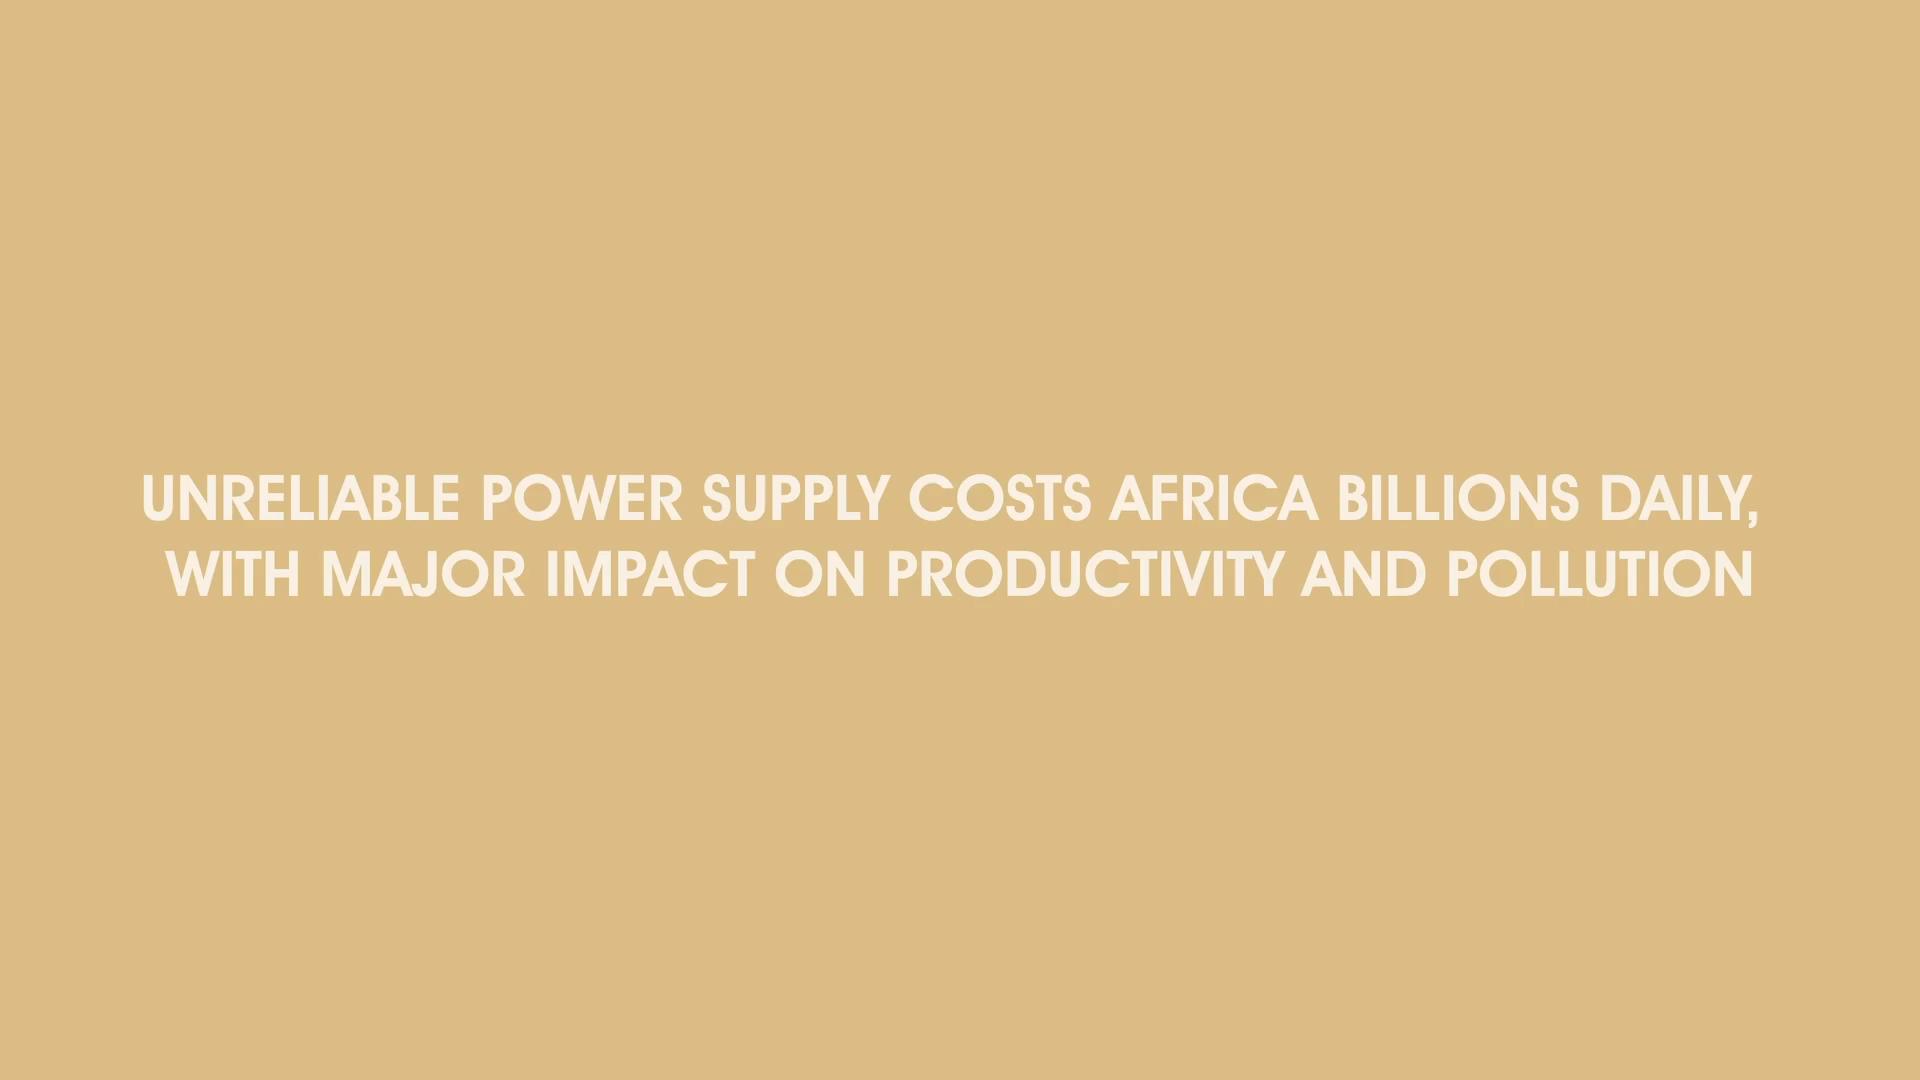 UNRELIABLE POWER SUPPLY COSTS AFRICA BILLIONS DAILY,
WITH MAJOR IMPACT ON PRODUCTIVITY AND POLLUTION